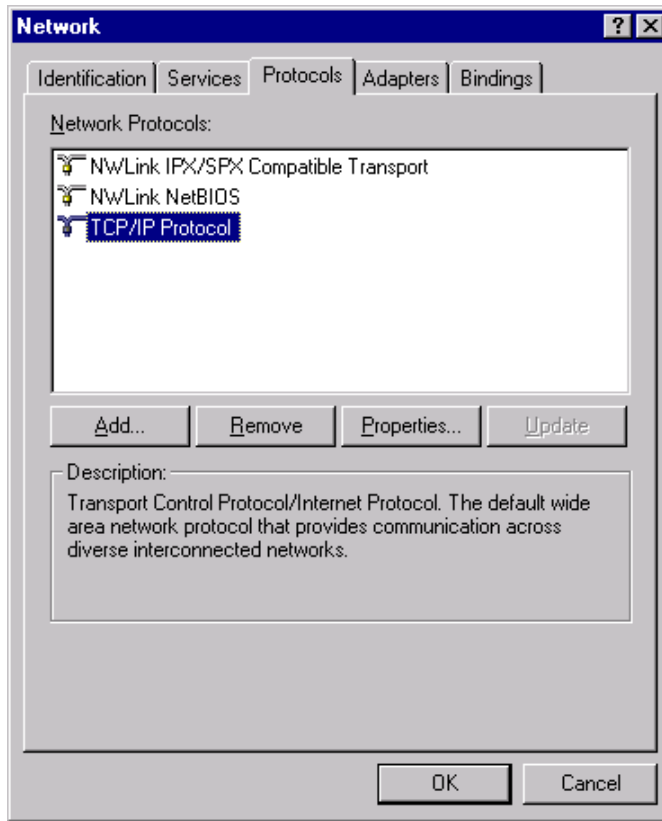 Network
Identification Services Protocols Adapters Bindings
Network Protocols:
NWLink IPX/SPX Compatible Transport
NWLink NetBIOS
TCP/IP Protocol
Add... Remove Properties... Update
Description:
Transport Control Protocol/Internet Protocol. The default wide
area network protocol that provides communication across
diverse interconnected networks.
OK Cancel